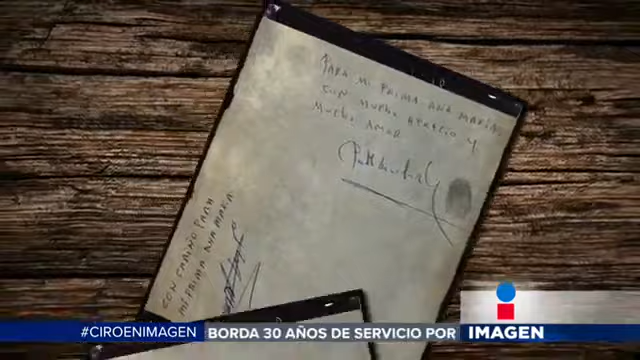 PARA MI PRIMA ANA MARIA,
CON MUCHO APRECIO Y
MUCHO AMOR
CON CARIÑO PARA
MI PRIMA ANA MARIA
#CIROENIMAGEN
BORDA 30 AÑOS DE SERVICIO POR
IMAGEN